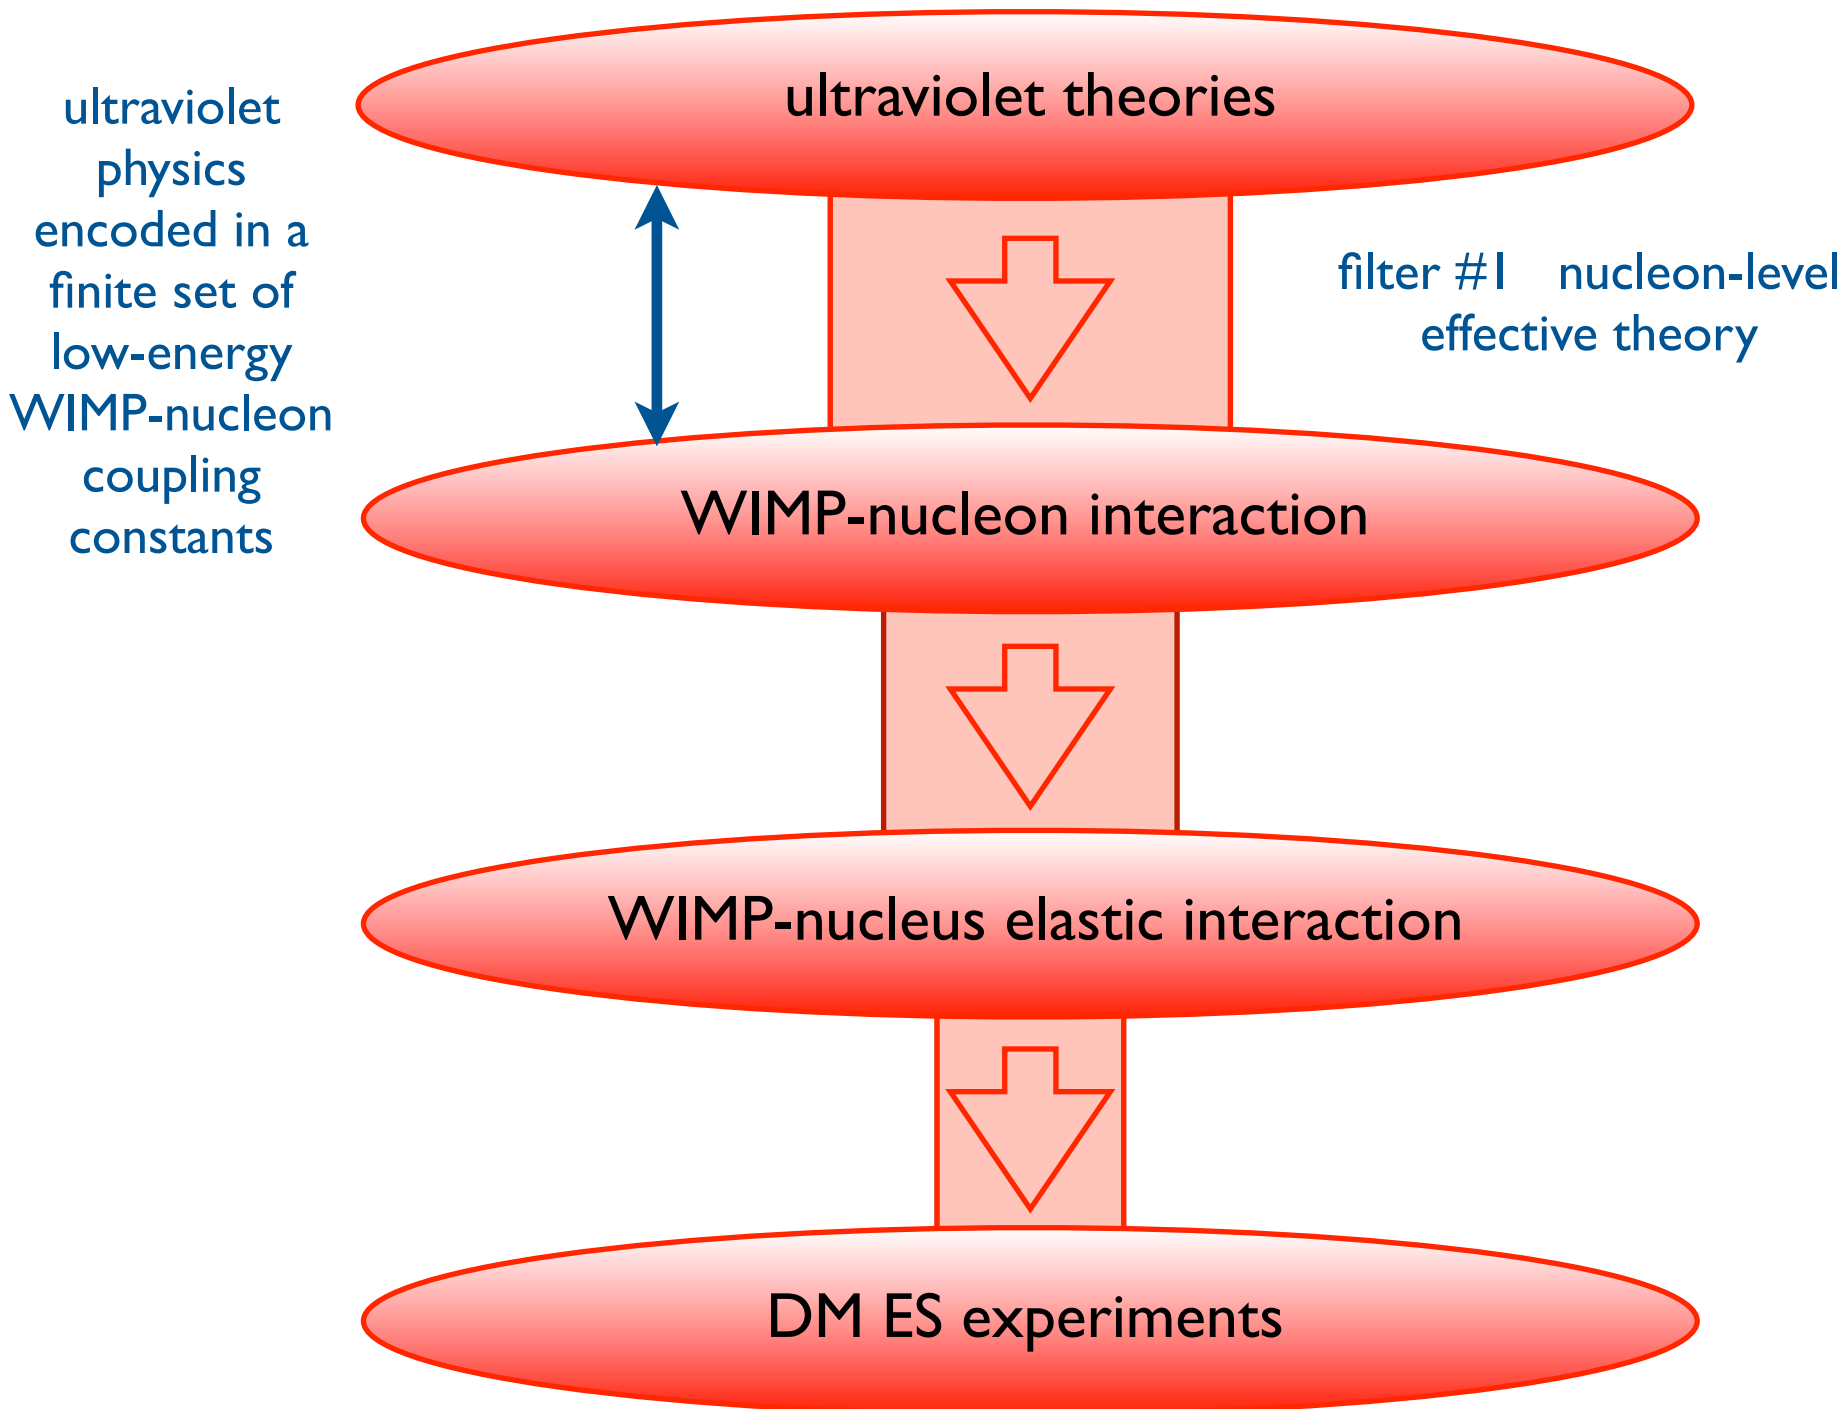 ultraviolet theories
ultraviolet
physics
encoded in a
finite set of
low-energy
WIMP-nucleon
coupling
constants
filter #1 nucleon-level
effective theory
WIMP-nucleon interaction
WIMP-nucleus elastic interaction
DM ES experiments